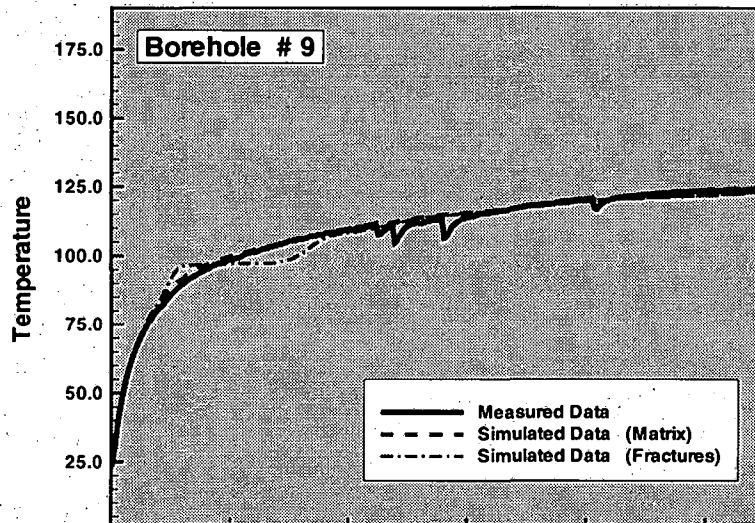 Borehole # 9
175.0
150.0
125.0
100.0
75.0
50.0
25.0
Temperature
Measured Data
Simulated Data (Matrix)
Simulated Data (Fractures)